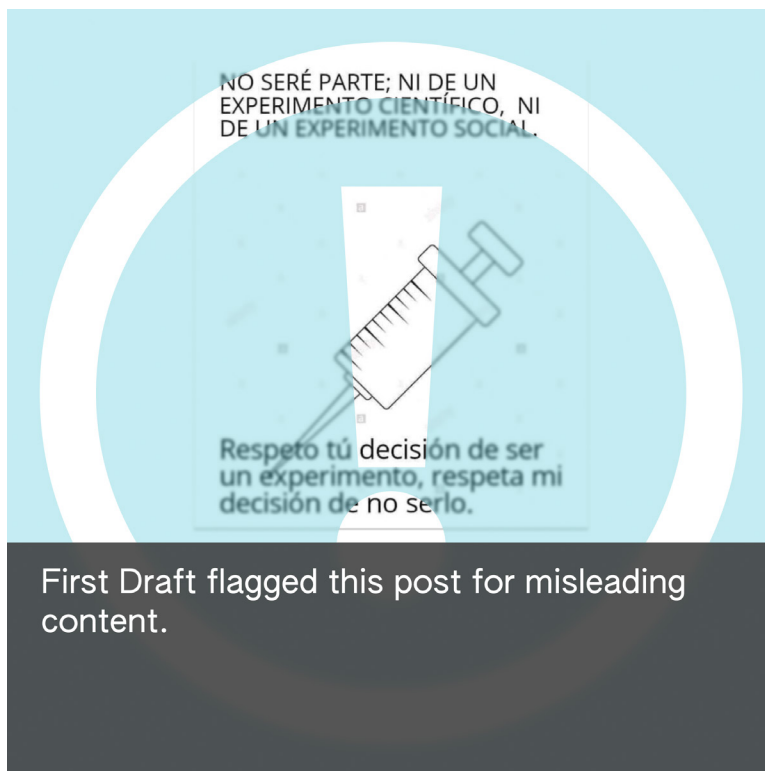 NO SERÉ PARTE; NI DE UN
EXPERIMENTO CIENTÍFICO, NI
DE UN EXPERIMENTO SOCIAL.
Respeto tú decisión de ser
un experimento, respeta mi
decisión de no serlo.
First Draft flagged this post for misleading
content.